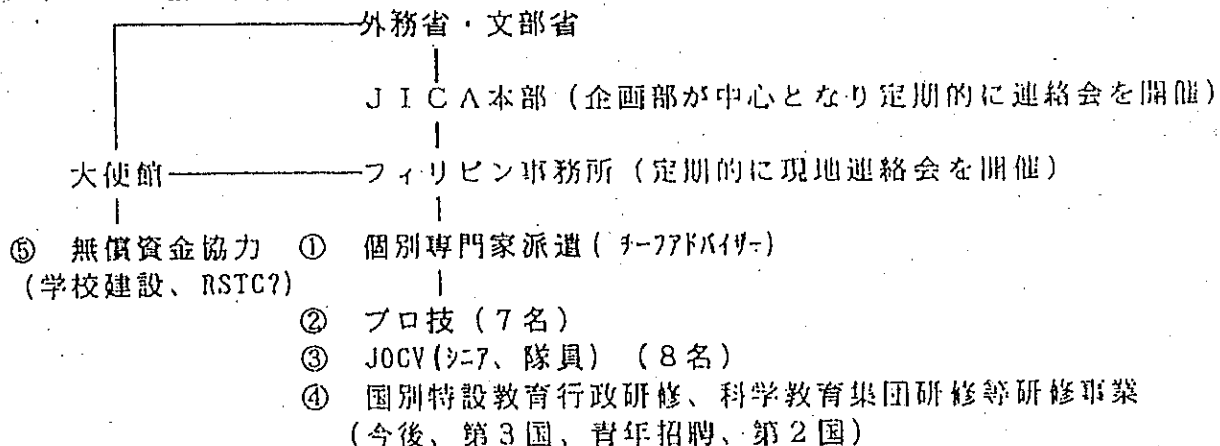 外務省・文部省
JICA本部（企画部が中心となり定期的に連絡会を開催）
大使館 フィリピン事務所（定期的に現地連絡会を開催）
⑤ 無償資金協力 ① 個別専門家派遣（チーフアドバイザー）
（学校建設、RSTC?）
② プロ技（7名）
③ JOCV（シニア、隊員）（8名）
④ 国別特設教育行政研修、科学教育集団研修等研修事業
（今後、第3国、青年招聘、第2国）